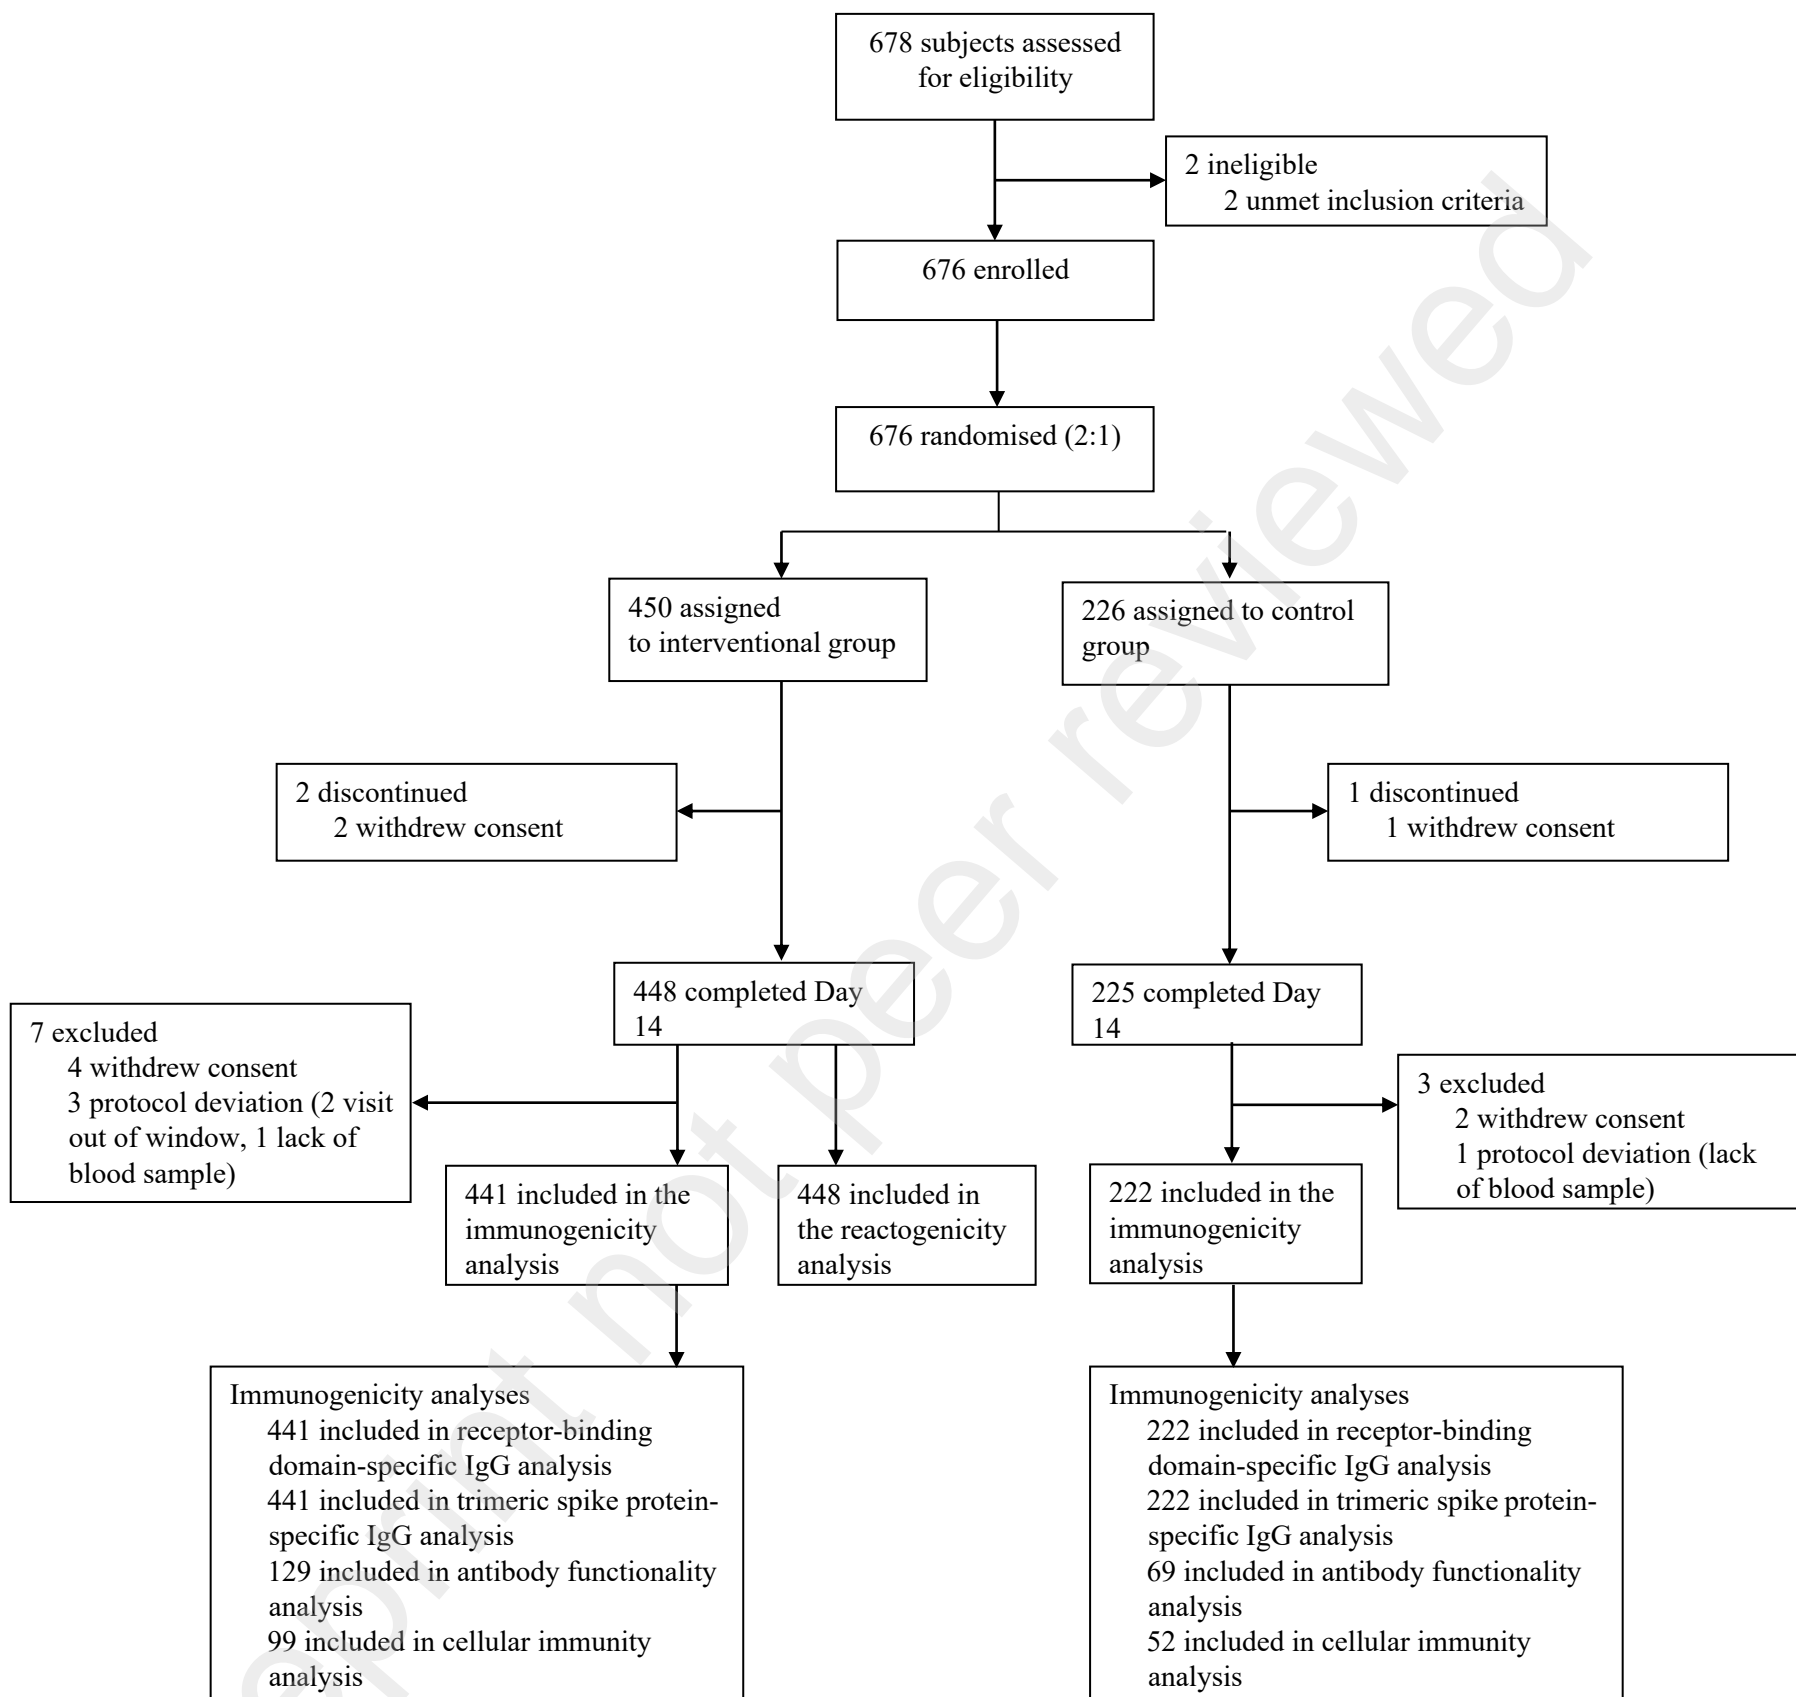 678 subjects assessed
for eligibility
2 ineligible
2 unmet inclusion criteria
676 enrolled
676 randomised (2:1)
450 assigned
to interventional group
226 assigned to control
group
2 discontinued
2 withdrew consent
1 discontinued
1 withdrew consent
448 completed Day
14
225 completed Day
14
7 excluded
4 withdrew consent
3 protocol deviation (2 visit
out of window, 1 lack of
blood sample)
3 excluded
2 withdrew consent
1 protocol deviation (lack
of blood sample)
441 included in the
immunogenicity
analysis
448 included in
the reactogenicity
analysis
222 included in the
immunogenicity
analysis
Immunogenicity analyses
441 included in receptor-binding
domain-specific IgG analysis
441 included in trimeric spike protein-
specific IgG analysis
129 included in antibody functionality
analysis
99 included in cellular immunity
analysis
Immunogenicity analyses
222 included in receptor-binding
domain-specific IgG analysis
222 included in trimeric spike protein-
specific IgG analysis
69 included in antibody functionality
analysis
52 included in cellular immunity
analysis
eprint not peer reviewed